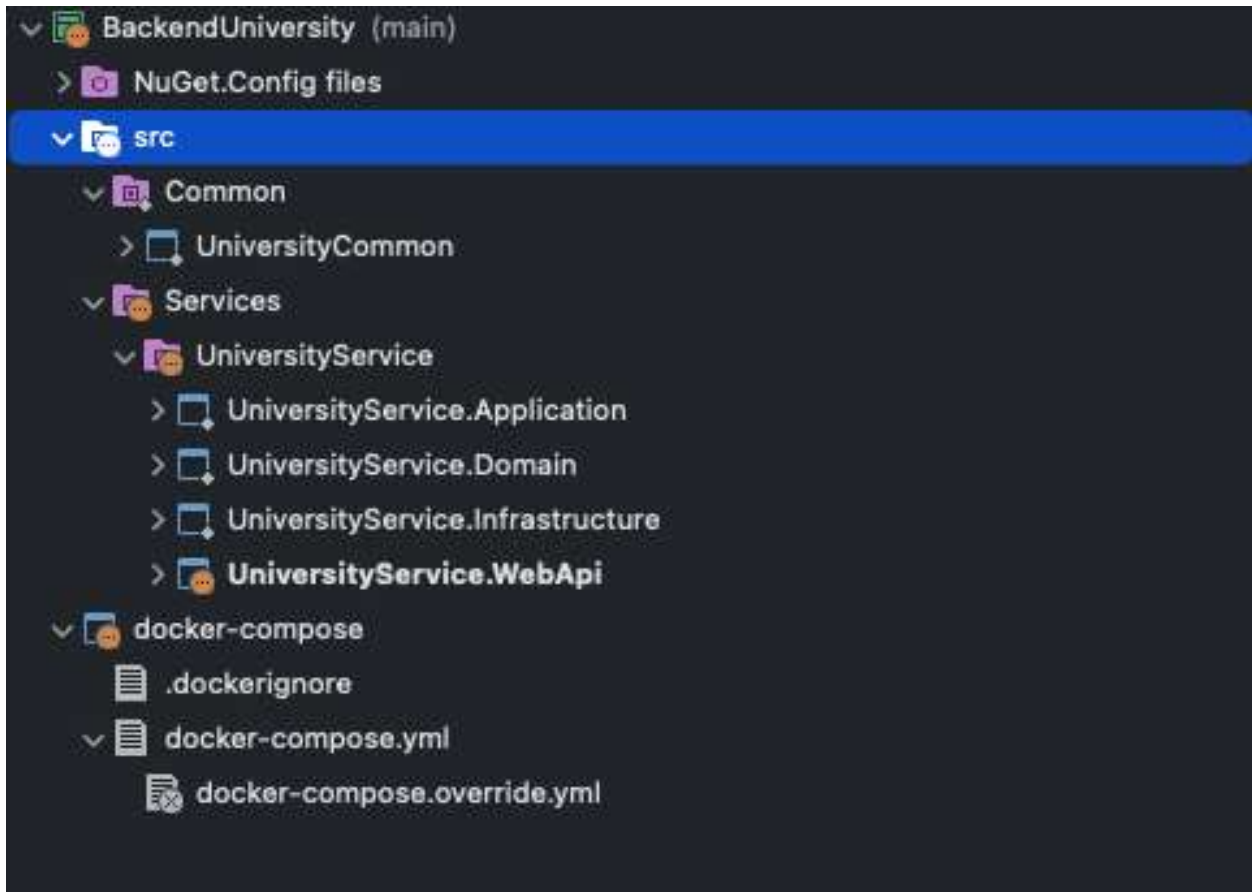 BackendUniversity (main)
NuGet.Config files
src
Common
UniversityCommon
Services
UniversityService
UniversityService.Application
UniversityService.Domain
UniversityService.Infrastructure
UniversityService.WebApi
docker-compose
.dockerignore
docker-compose.yml
docker-compose.override.yml